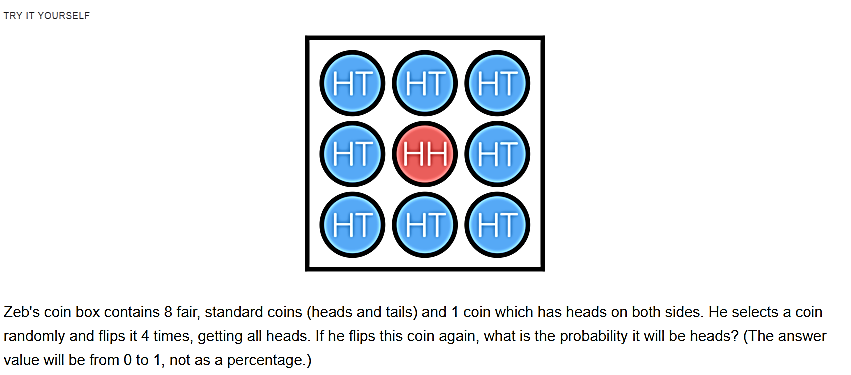 TRY IT YOURSELF
HT HT HT
HT HH HT
HT HT HT
Zeb's coin box contains 8 fair, standard coins (heads and tails) and 1 coin which has heads on both sides. He selects a coin
randomly and flips it 4 times, getting all heads. If he flips this coin again, what is the probability it will be heads? (The answer
value will be from 0 to 1, not as a percentage.)